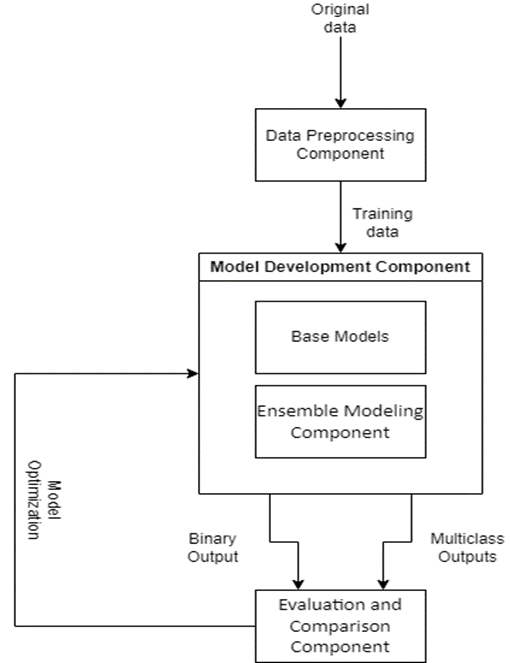 Original
data
Data Preprocessing
Component
Training
data
Model Development Component
Base Models
Ensemble Modeling
Component
Model
Optimization
Binary
Output
Multiclass
Outputs
Evaluation and
Comparison
Component